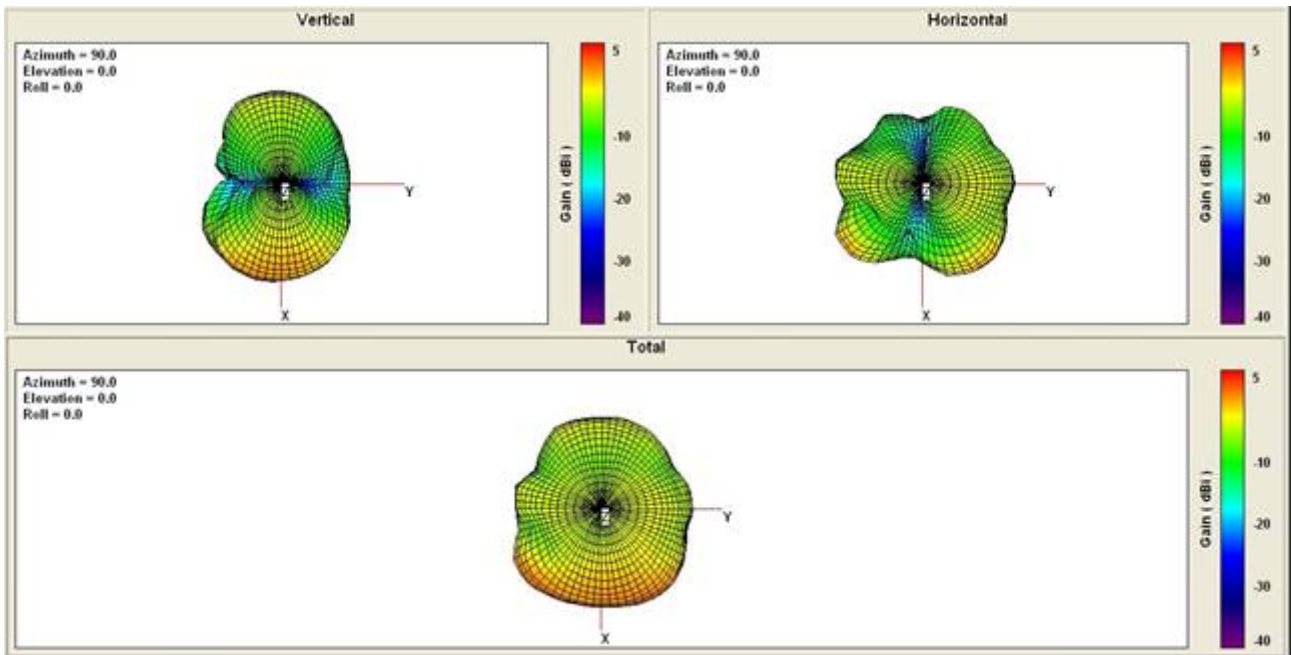 Vertical
Azimuth = 90.0
Elevation = 0.0
Roll = 0.0
Y
X
5
-10
-20
-30
-40
Gain ( dBi )
Horizontal
Azimuth = 90.0
Elevation = 0.0
Roll = 0.0
Y
X
5
-10
-20
-30
-40
Gain ( dBi )
Total
Azimuth = 90.0
Elevation = 0.0
Roll = 0.0
Y
X
5
-10
-20
-30
-40
Gain ( dBi )